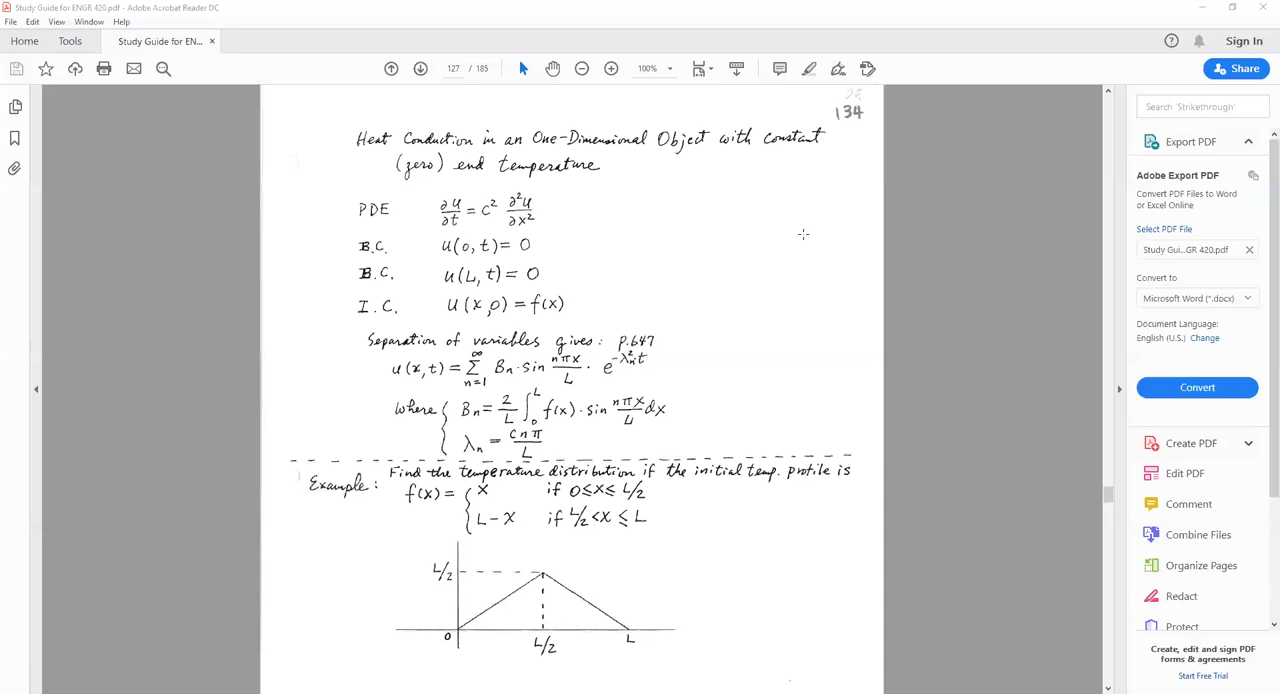 Study Guide for ENGR 420.pdf - Adobe Acrobat Reader DC
File Edit View Window Help
Home Tools Study Guide for EN... × Sign In
127 / 185 100% Share
134
Heat Conduction in an One-Dimensional Object with constant
(zero) end temperature
PDE ∂u/∂t = c² ∂²u/∂x²
B.C. u(0,t) = 0
B.C. u(L,t) = 0
I.C. u(x,0) = f(x)
Separation of variables gives: P.647
u(x,t) = Σ_{n=1}^{∞} Bn · sin nπx/L · e^{-λn²t}
where { Bn = 2/L ∫₀ᴸ f(x) · sin nπx/L dx
λn = cnπ/L
Example: Find the temperature distribution if the initial temp. profile is
f(x) = { x if 0≤x≤L/2
L-x if L/2<x≤L
L/2
0 L/2 L
Search 'Strikethrough'
Export PDF
Adobe Export PDF
Convert PDF Files to Word
or Excel Online
Select PDF File
Study Gui...GR 420.pdf
Convert to
Microsoft Word (*.docx)
Document Language:
English (U.S.) Change
Convert
Create PDF
Edit PDF
Comment
Combine Files
Organize Pages
Redact
Protect
Create, edit and sign PDF
forms & agreements
Start Free Trial